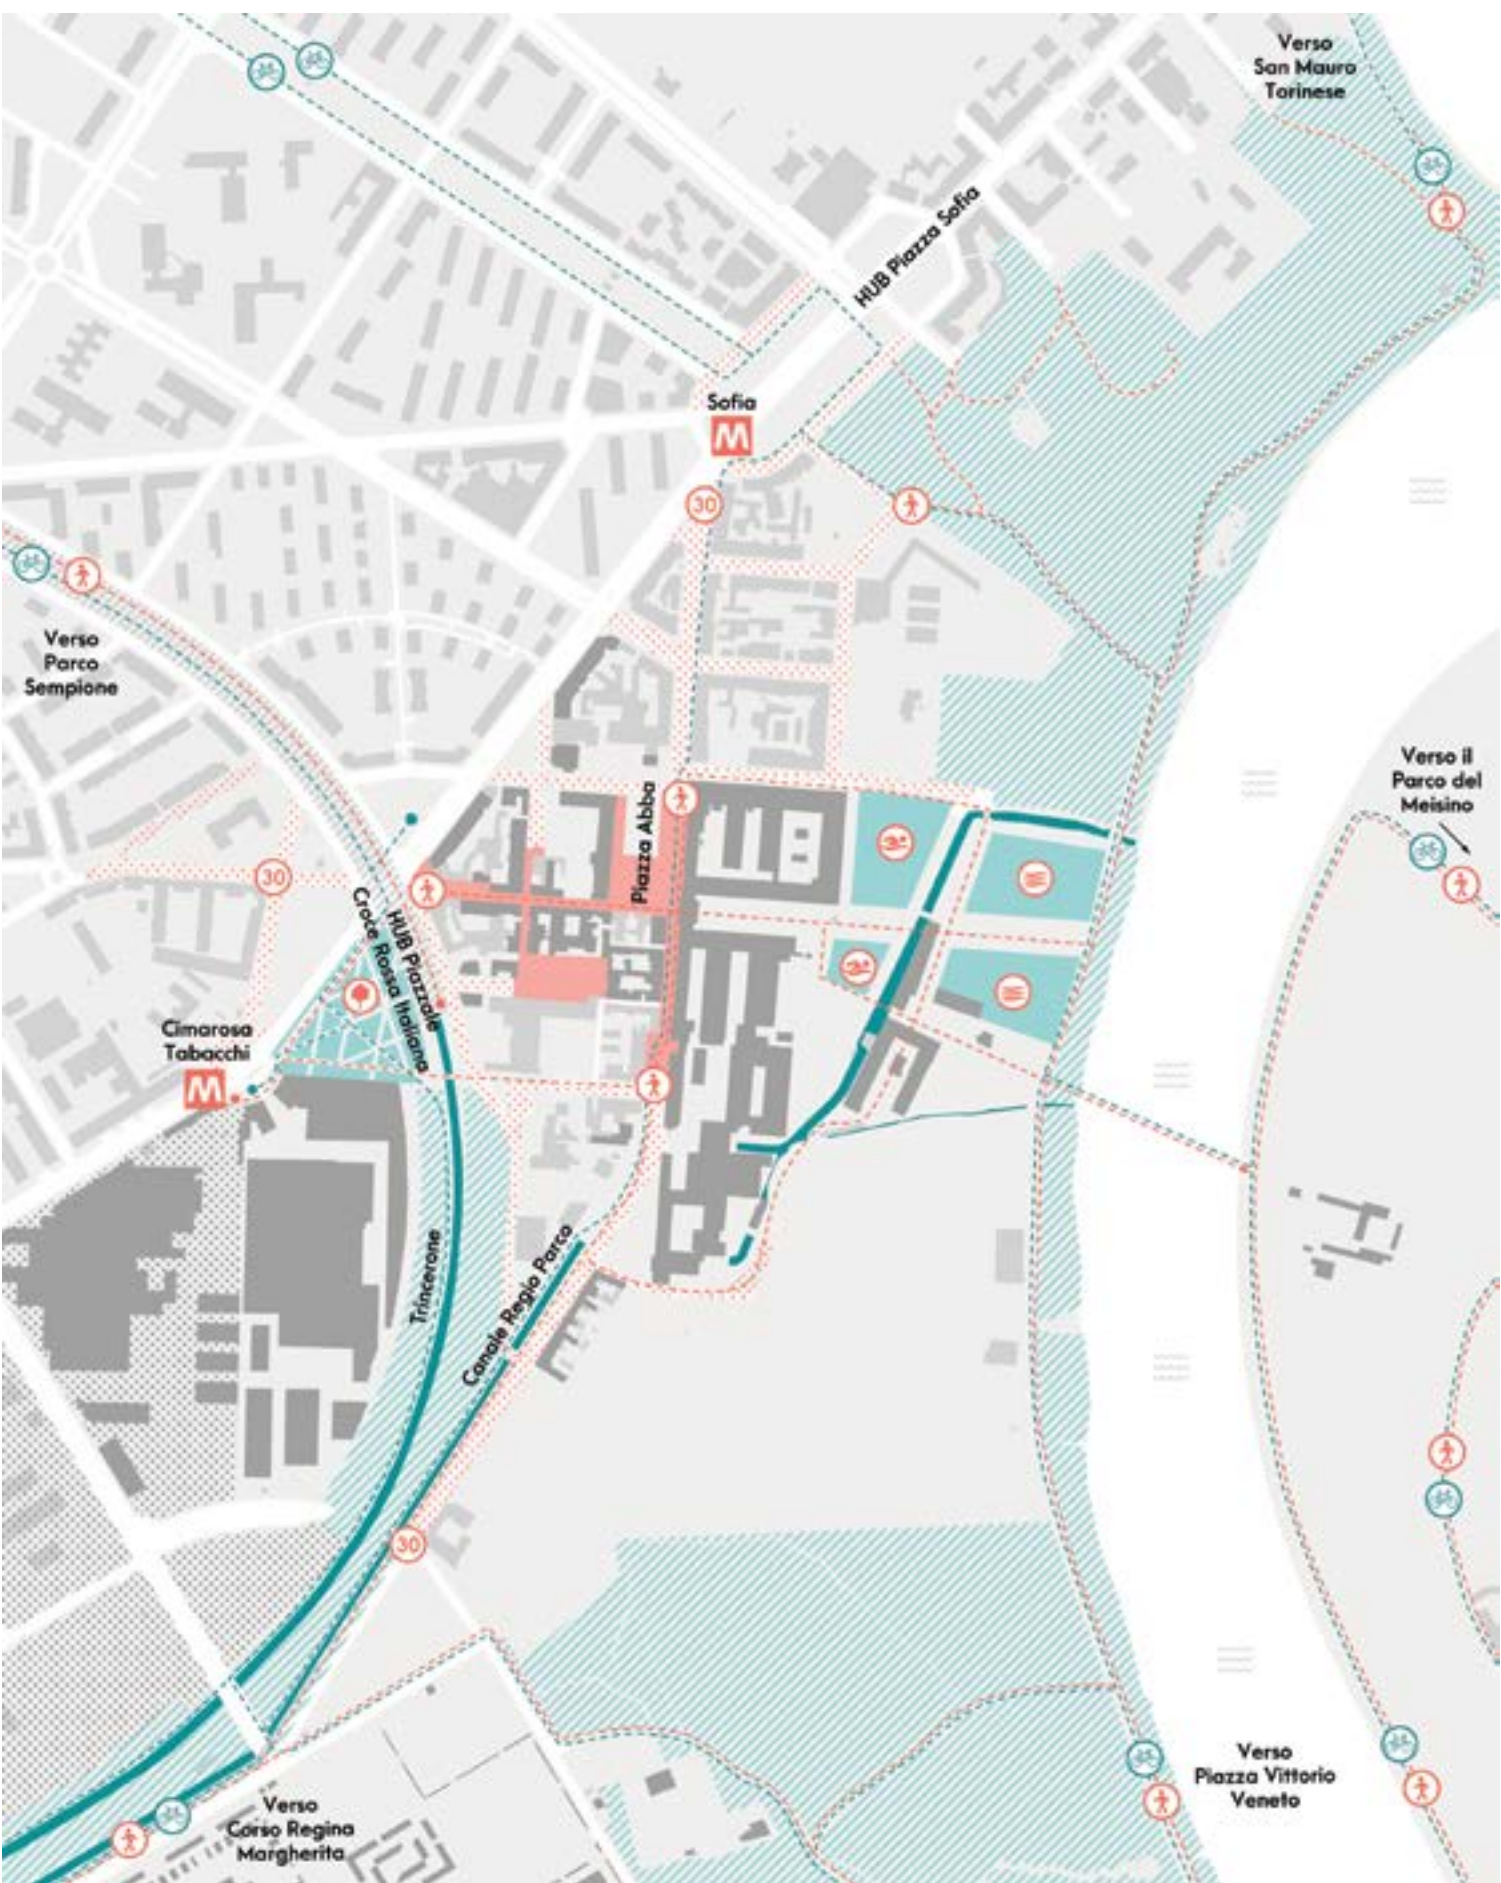 Verso
San Mauro
Torinese
HUB Piazza Sofia
Sofia
M
30
Verso
Parco
Sempione
Verso il
Parco del
Meisino
Piazza Abba
30
HUB Piazzale
Croce Rossa Italiana
Cimarosa
Tabacchi
M
Trincerone
Canale Regio Parco
30
Verso
Piazza Vittorio
Veneto
Verso
Corso Regina
Margherita